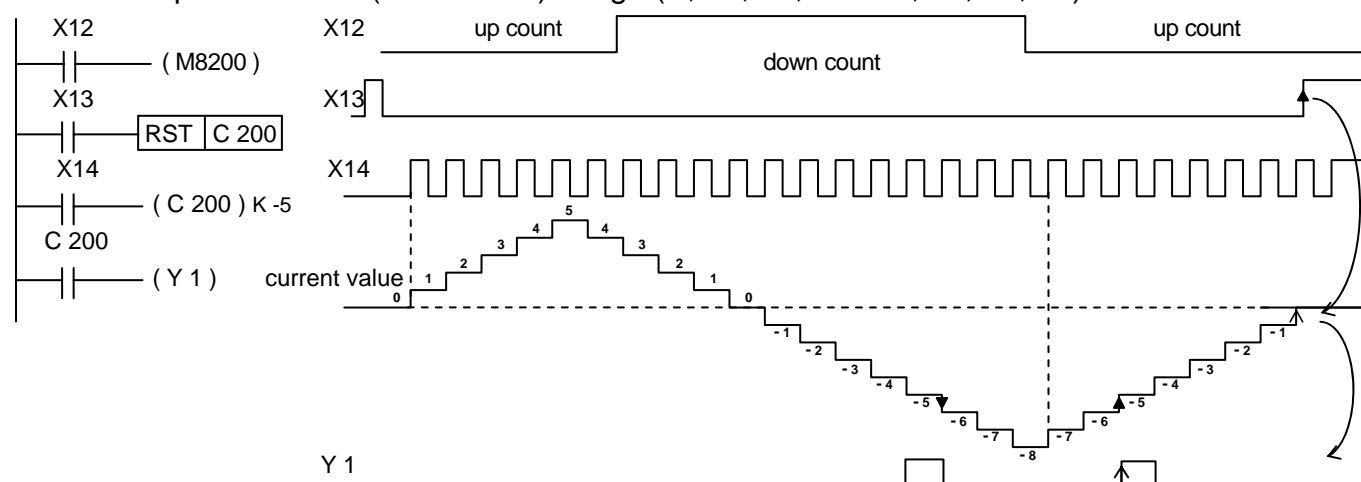 X12
( M8200 )
X13
RST C 200
X14
( C 200 ) K -5
C 200
( Y 1 )
X12
up count
down count
up count
X13
X14
current value
0
1
2
3
4
5
4
3
2
1
0
- 1
- 2
- 3
- 4
- 5
- 6
- 7
- 8
- 7
- 6
- 5
- 4
- 3
- 2
- 1
Y 1